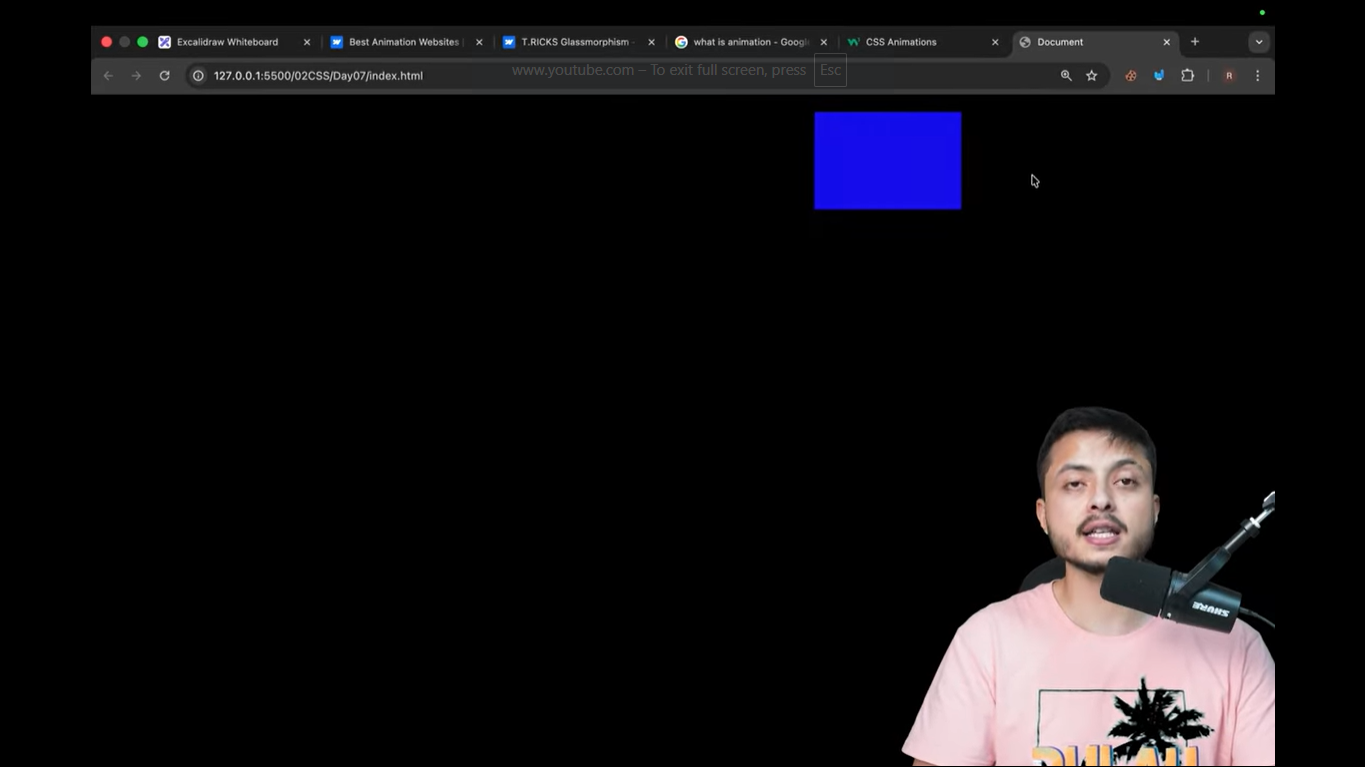 Excalidraw Whiteboard
Best Animation Websites
T.RICKS Glassmorphism -
what is animation - Google
CSS Animations
Document
127.0.0.1:5500/02CSS/Day07/index.html
www.youtube.com – To exit full screen, press Esc
R
SHURE